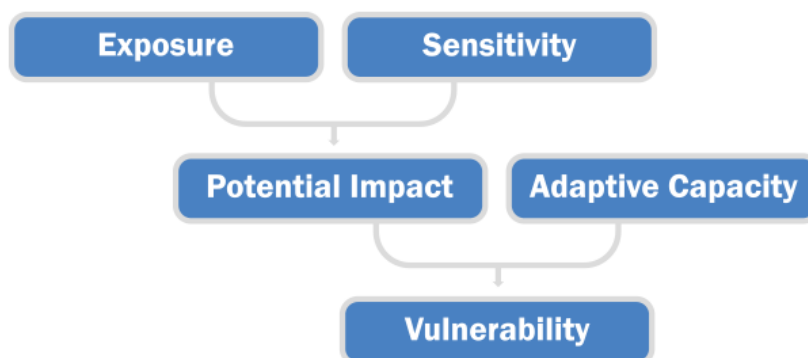 Exposure
Sensitivity
Potential Impact
Adaptive Capacity
Vulnerability